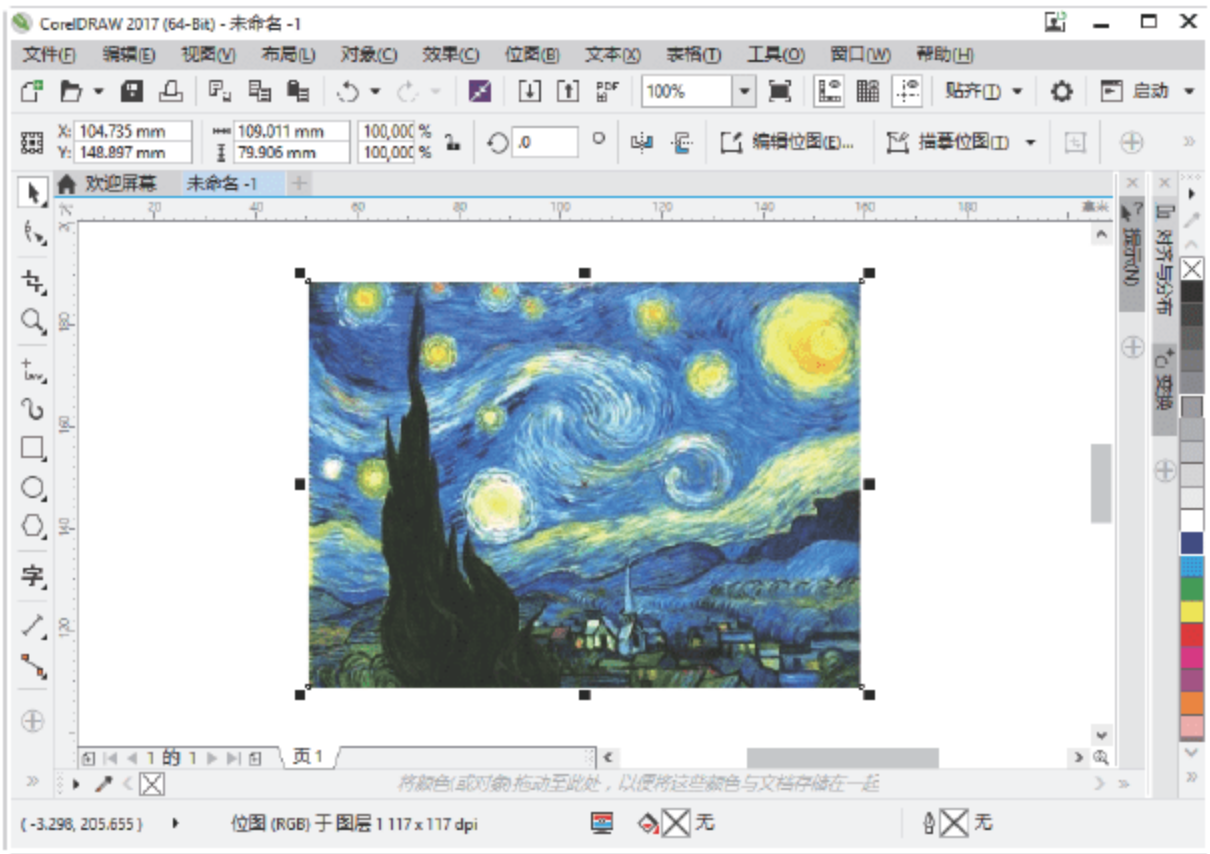 CorelDRAW 2017 (64-Bit) - 未命名 -1
文件(F) 编辑(E) 视图(V) 布局(L) 对象(C) 效果(C) 位图(B) 文本(X) 表格(T) 工具(O) 窗口(W) 帮助(H)
PDF 100% 贴齐(T) 启动
X: 104.735 mm 109.011 mm 100,000 % .0 编辑位图(E)... 描摹位图(T)
Y: 148.897 mm 79.906 mm 100,000 %
欢迎屏幕 未命名 -1
20 40 60 80 100 120 140 160 180 毫米
提示(N)
对齐与分布
变换
180
160
140
120
字
1 的 1 页 1
将颜色(或对象)拖动至此处，以便将这些颜色与文档存储在一起
( -3.298, 205.655 ) 位图 (RGB) 于 图层 1 117 x 117 dpi 无 无